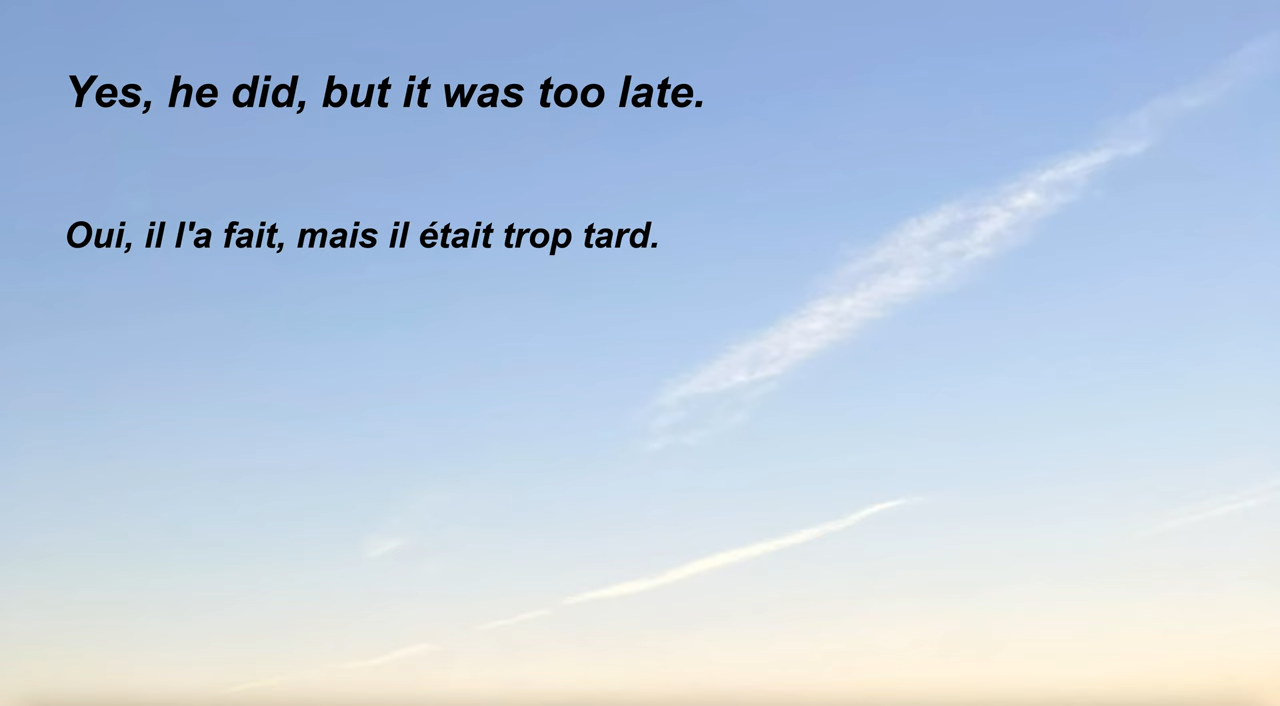 Yes, he did, but it was too late.
Oui, il l'a fait, mais il était trop tard.